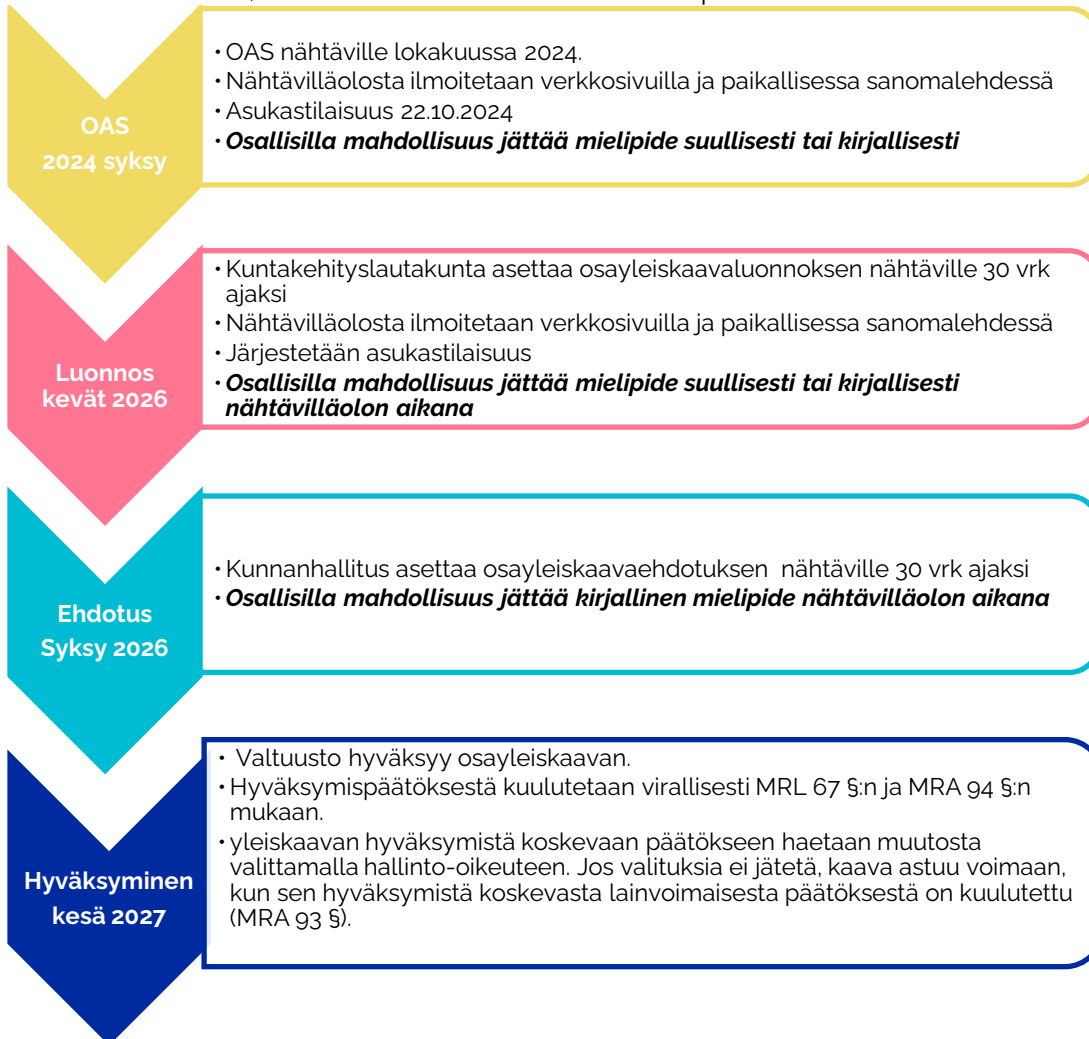 OAS
2024 syksy
• OAS nähtäville lokakuussa 2024.
• Nähtävilläolosta ilmoitetaan verkkosivuilla ja paikallisessa sanomalehdessä
• Asukastilaisuus 22.10.2024
• Osallisilla mahdollisuus jättää mielipide suullisesti tai kirjallisesti
Luonnos
kevät 2026
• Kuntakehityslautakunta asettaa osayleiskaavaluonnoksen nähtäville 30 vrk
ajaksi
• Nähtävilläolosta ilmoitetaan verkkosivuilla ja paikallisessa sanomalehdessä
• Järjestetään asukastilaisuus
• Osallisilla mahdollisuus jättää mielipide suullisesti tai kirjallisesti
nähtävilläolon aikana
Ehdotus
Syksy 2026
• Kunnanhallitus asettaa osayleiskaavaehdotuksen nähtäville 30 vrk ajaksi
• Osallisilla mahdollisuus jättää kirjallinen mielipide nähtävilläolon aikana
Hyväksyminen
kesä 2027
• Valtuusto hyväksyy osayleiskaavan.
• Hyväksymispäätöksestä kuulutetaan virallisesti MRL 67 §:n ja MRA 94 §:n
mukaan.
• yleiskaavan hyväksymistä koskevaan päätökseen haetaan muutosta
valittamalla hallinto-oikeuteen. Jos valituksia ei jätetä, kaava astuu voimaan,
kun sen hyväksymistä koskevasta lainvoimaisesta päätöksestä on kuulutettu
(MRA 93 §).